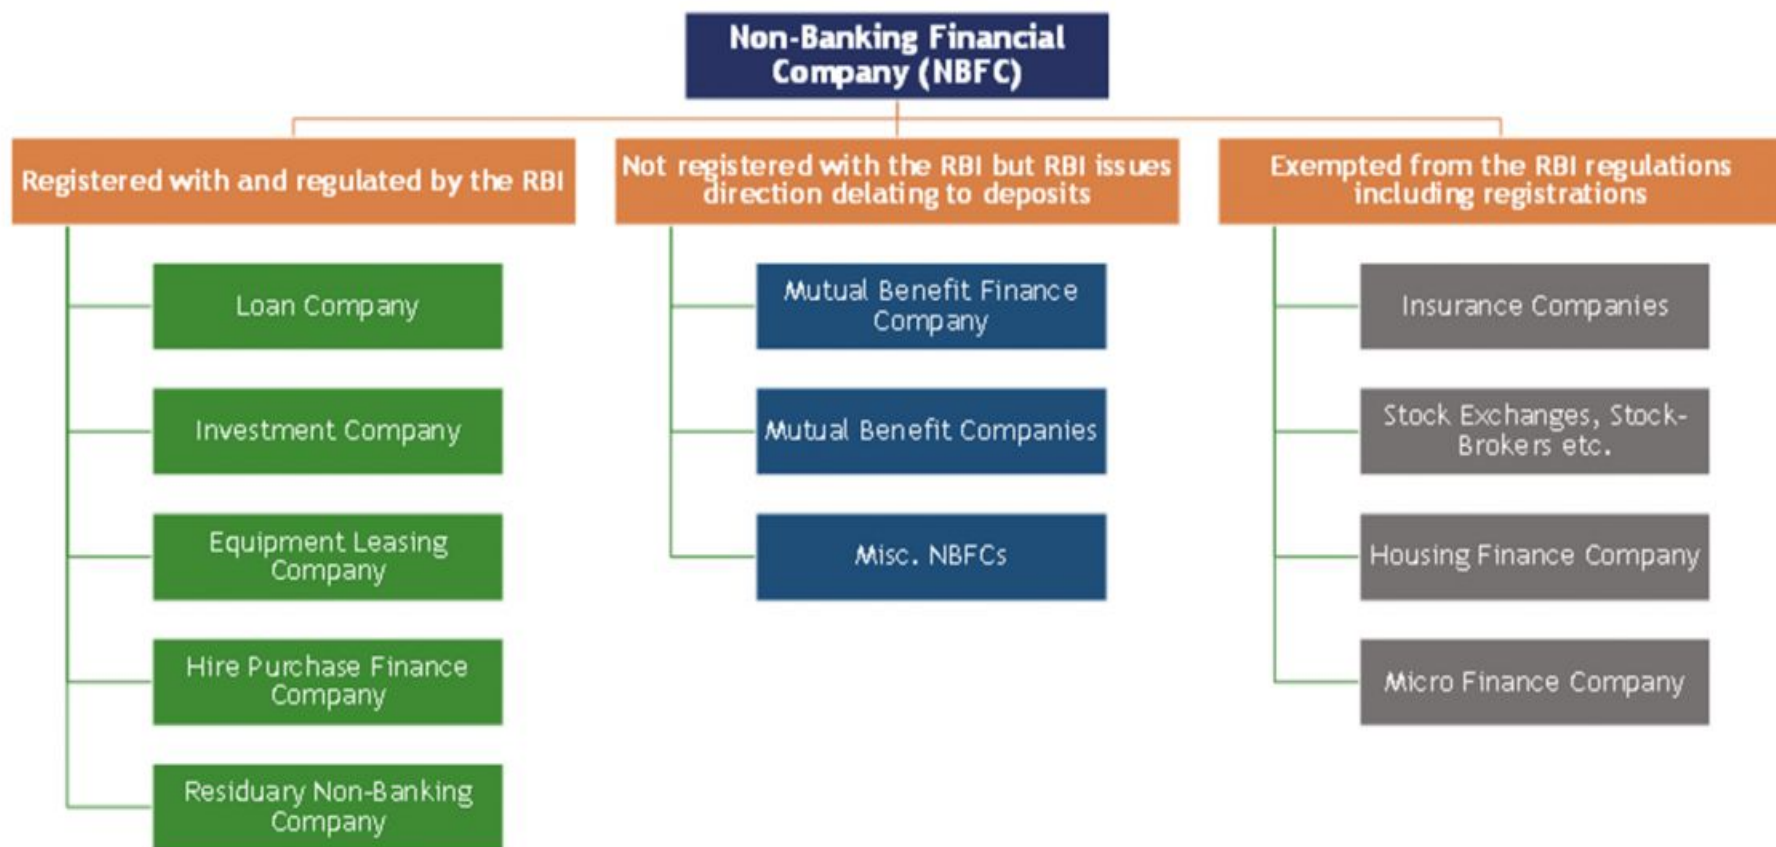 Non-Banking Financial
Company (NBFC)
Registered with and regulated by the RBI
Not registered with the RBI but RBI issues
direction delating to deposits
Exempted from the RBI regulations
including registrations
Loan Company
Investment Company
Equipment Leasing
Company
Hire Purchase Finance
Company
Residuary Non-Banking
Company
Mutual Benefit Finance
Company
Mutual Benefit Companies
Misc. NBFCs
Insurance Companies
Stock Exchanges, Stock-
Brokers etc.
Housing Finance Company
Micro Finance Company